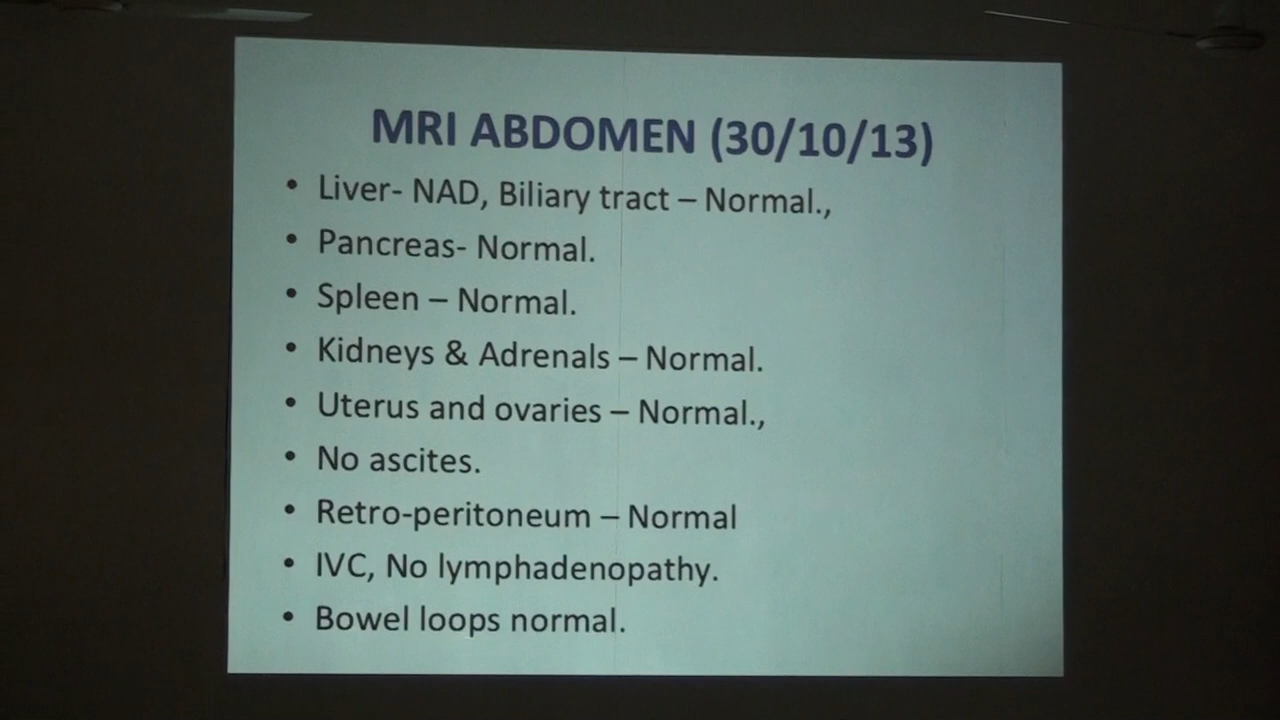 MRI ABDOMEN (30/10/13)
• Liver- NAD, Biliary tract – Normal.,
• Pancreas- Normal.
• Spleen – Normal.
• Kidneys & Adrenals – Normal.
• Uterus and ovaries – Normal.,
• No ascites.
• Retro-peritoneum – Normal
• IVC, No lymphadenopathy.
• Bowel loops normal.